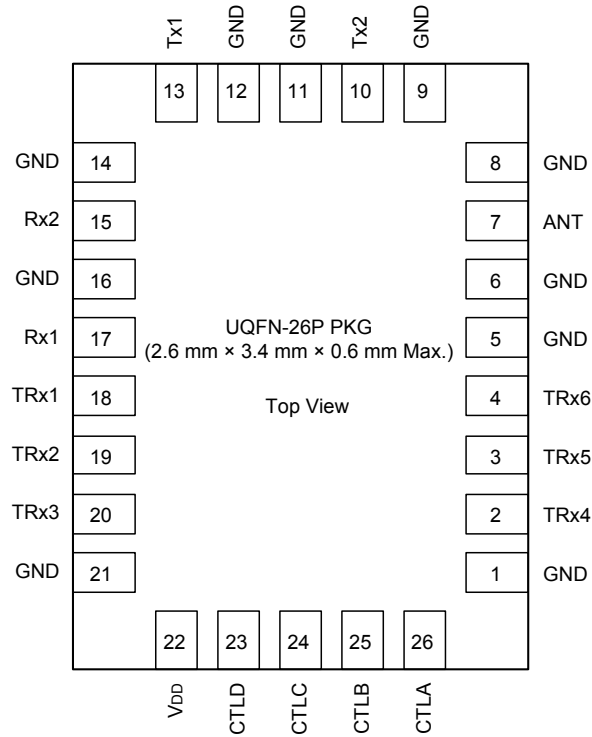 Tx1 GND GND Tx2 GND
13 12 11 10 9
GND 14 8 GND
Rx2 15 7 ANT
GND 16 6 GND
Rx1 17 5 GND
UQFN-26P PKG
(2.6 mm × 3.4 mm × 0.6 mm Max.)
TRx1 18 4 TRx6
Top View
TRx2 19 3 TRx5
TRx3 20 2 TRx4
GND 21 1 GND
22 23 24 25 26
VDD CTLD CTLC CTLB CTLA